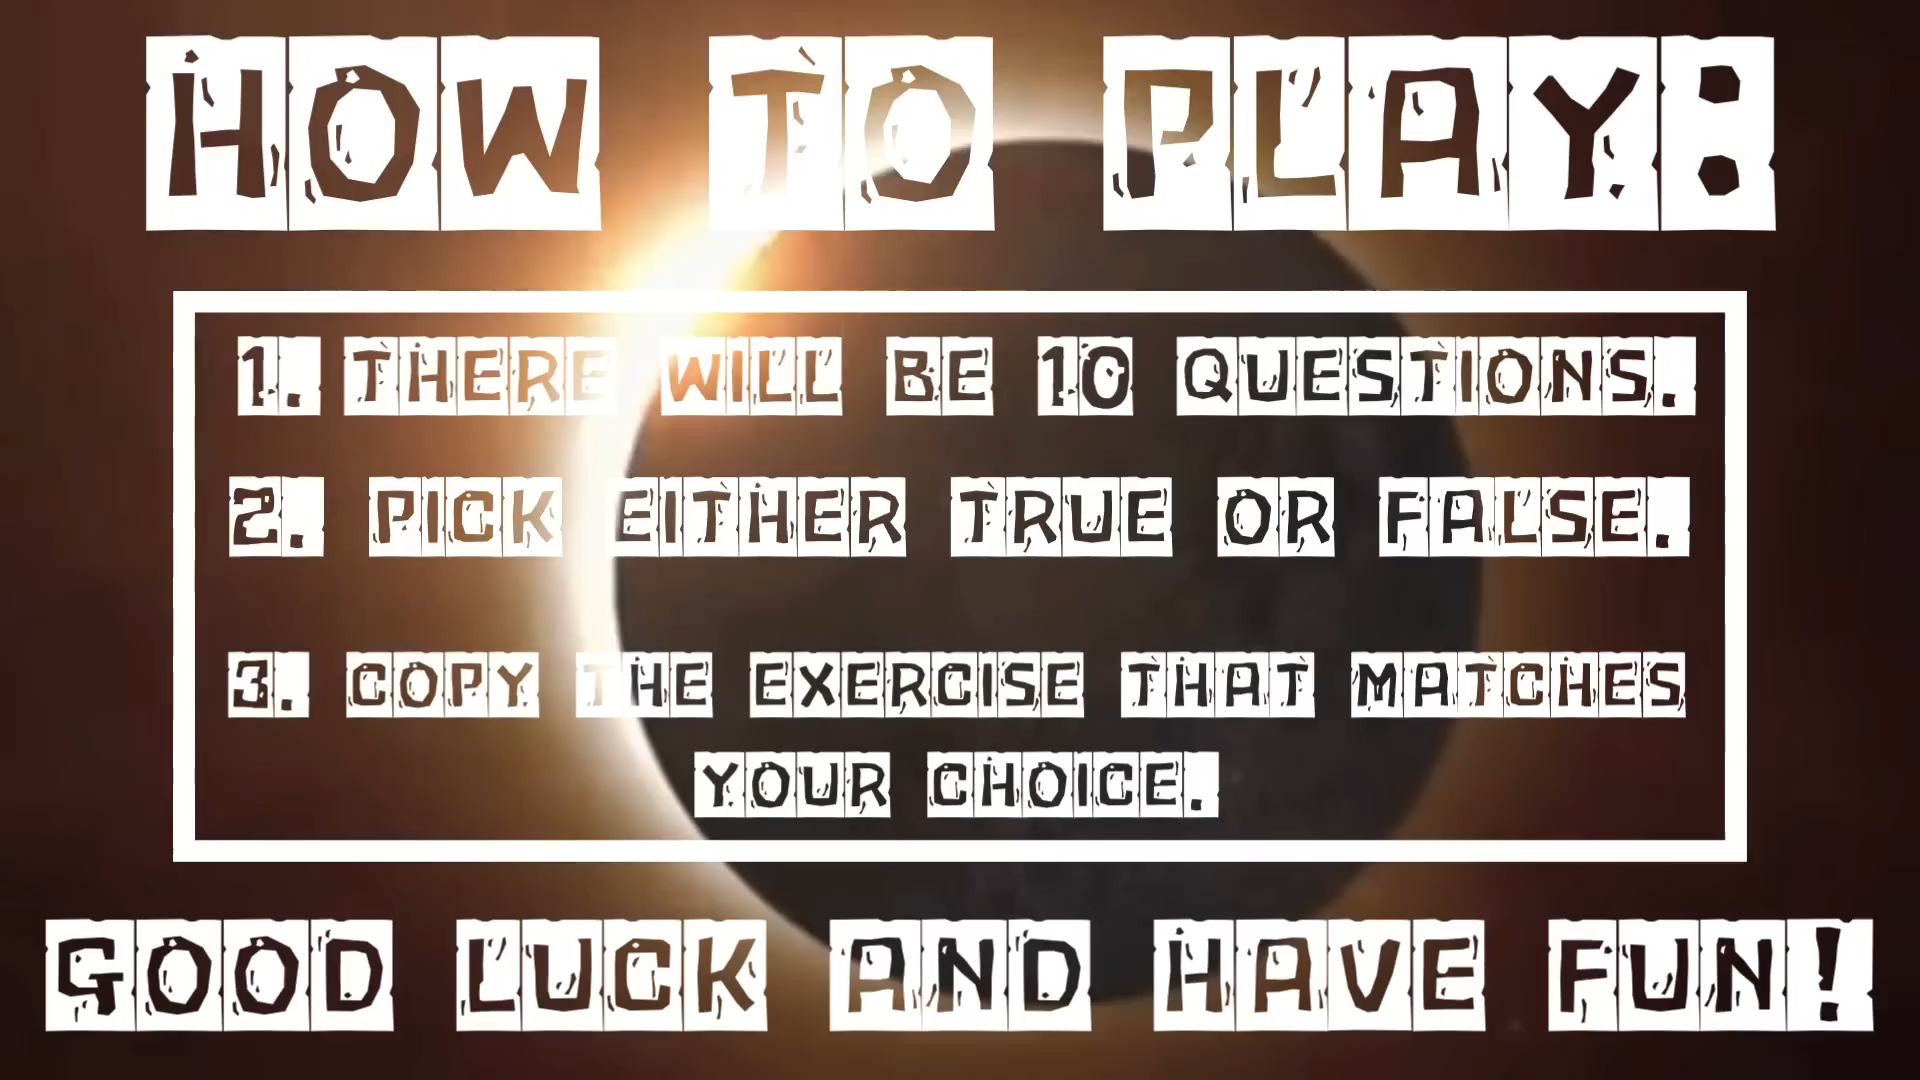 HOW TO PLAY:
1. THERE WILL BE 10 QUESTIONS.
2. PICK EITHER TRUE OR FALSE.
3. COPY THE EXERCISE THAT MATCHES
YOUR CHOICE.
GOOD LUCK AND HAVE FUN!